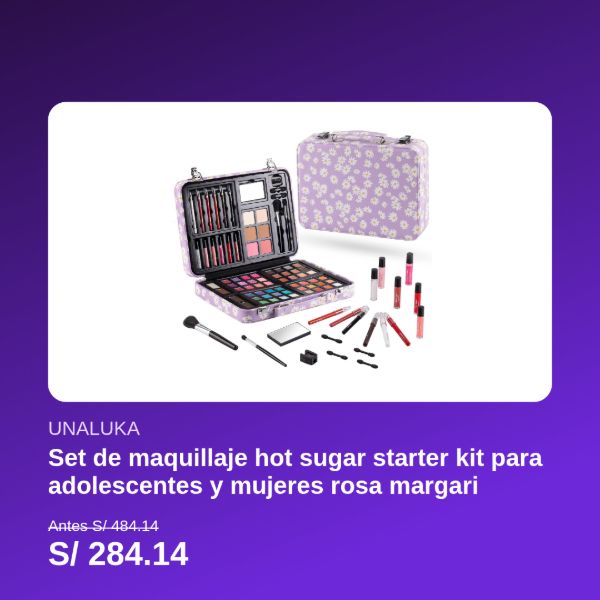 UNALUKA
Set de maquillaje hot sugar starter kit para
adolescentes y mujeres rosa margari
Antes S/ 484.14
S/ 284.14